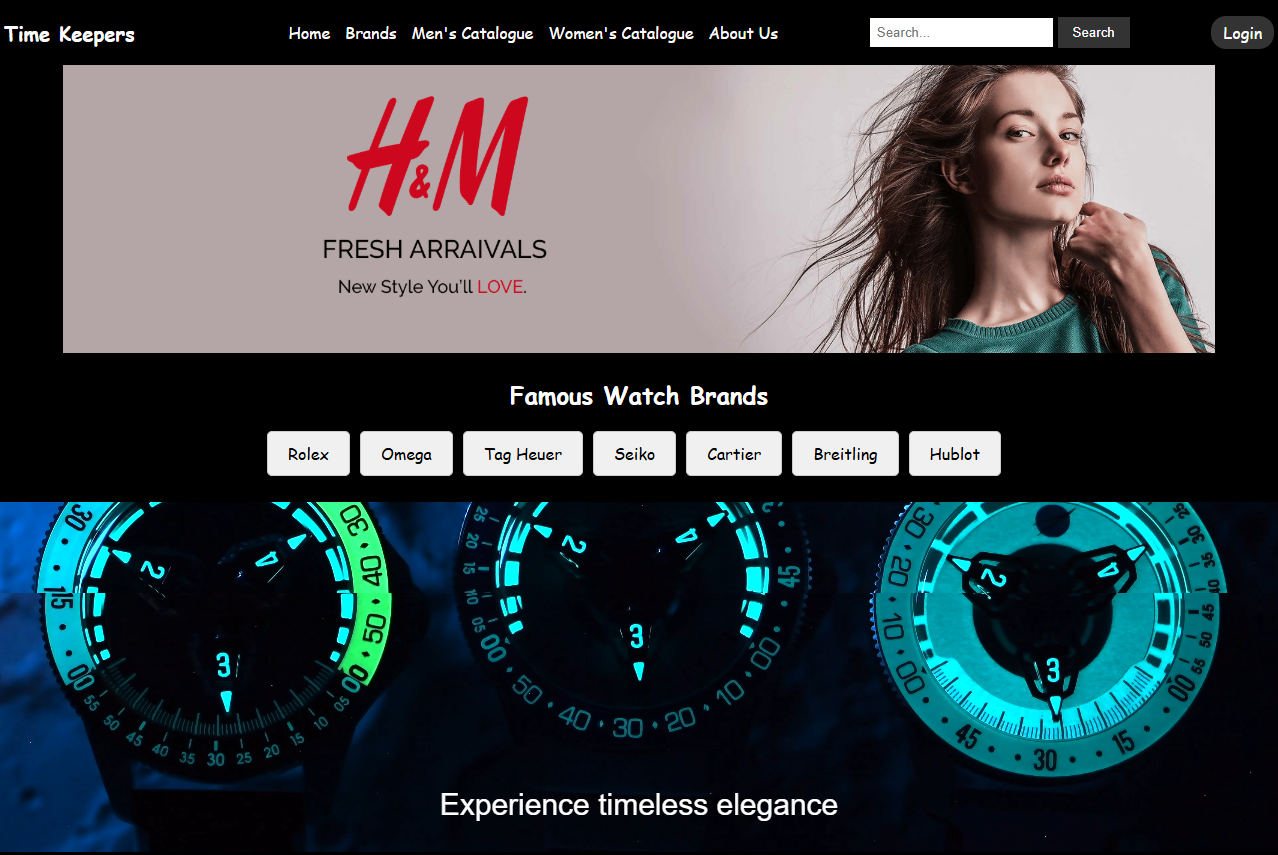 Time Keepers
Home Brands Men's Catalogue Women's Catalogue About Us
Search...
Search
Login
H&M
FRESH ARRAIVALS
New Style You'll LOVE.
Famous Watch Brands
Rolex Omega Tag Heuer Seiko Cartier Breitling Hublot
Experience timeless elegance